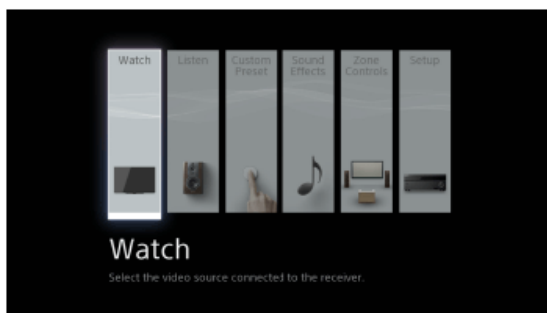 Watch
Listen
Custom
Preset
Sound
Effects
Zone
Controls
Setup
Watch
Select the video source connected to the receiver.